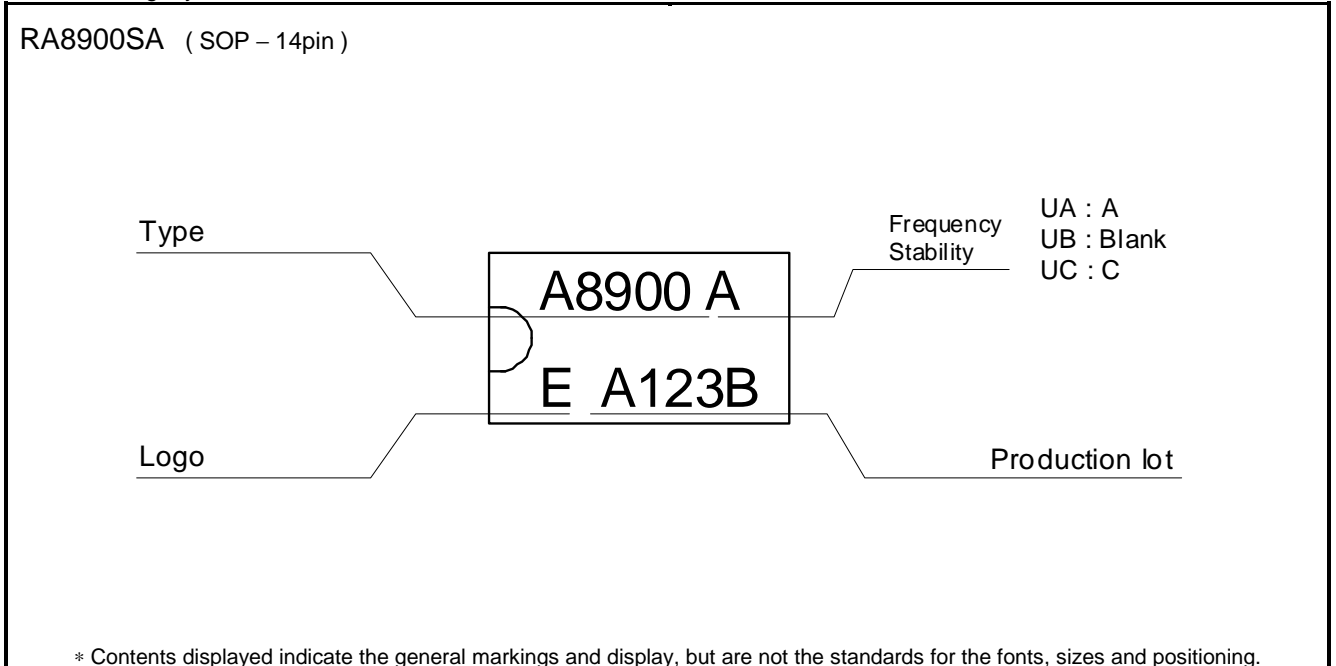 RA8900SA ( SOP – 14pin )
Type
Frequency
Stability
UA : A
UB : Blank
UC : C
A8900 A
E A123B
Logo
Production lot
* Contents displayed indicate the general markings and display, but are not the standards for the fonts, sizes and positioning.